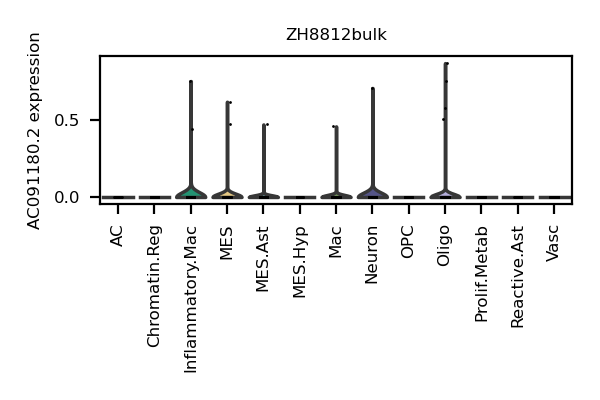 ZH8812bulk
AC091180.2 expression
0.5
0.0
AC
Chromatin.Reg
Inflammatory.Mac
MES
MES.Ast
MES.Hyp
Mac
Neuron
OPC
Oligo
Prolif.Metab
Reactive.Ast
Vasc